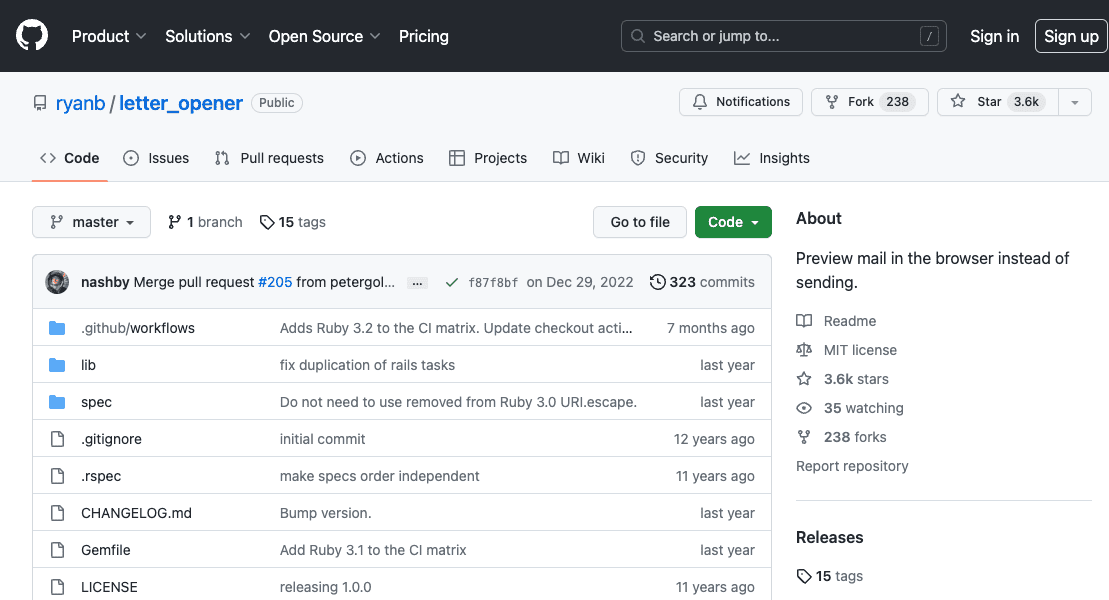 Product Solutions Open Source Pricing Search or jump to... / Sign in Sign up
ryanb / letter_opener Public Notifications Fork 238 Star 3.6k
Code Issues Pull requests Actions Projects Wiki Security Insights
master 1 branch 15 tags Go to file Code
nashby Merge pull request #205 from petergol... ... f87f8bf on Dec 29, 2022 323 commits
.github/workflows Adds Ruby 3.2 to the CI matrix. Update checkout acti... 7 months ago
lib fix duplication of rails tasks last year
spec Do not need to use removed from Ruby 3.0 URI.escape. last year
.gitignore initial commit 12 years ago
.rspec make specs order independent 11 years ago
CHANGELOG.md Bump version. last year
Gemfile Add Ruby 3.1 to the CI matrix last year
LICENSE releasing 1.0.0 11 years ago
About
Preview mail in the browser instead of
sending.
Readme
MIT license
3.6k stars
35 watching
238 forks
Report repository
Releases
15 tags